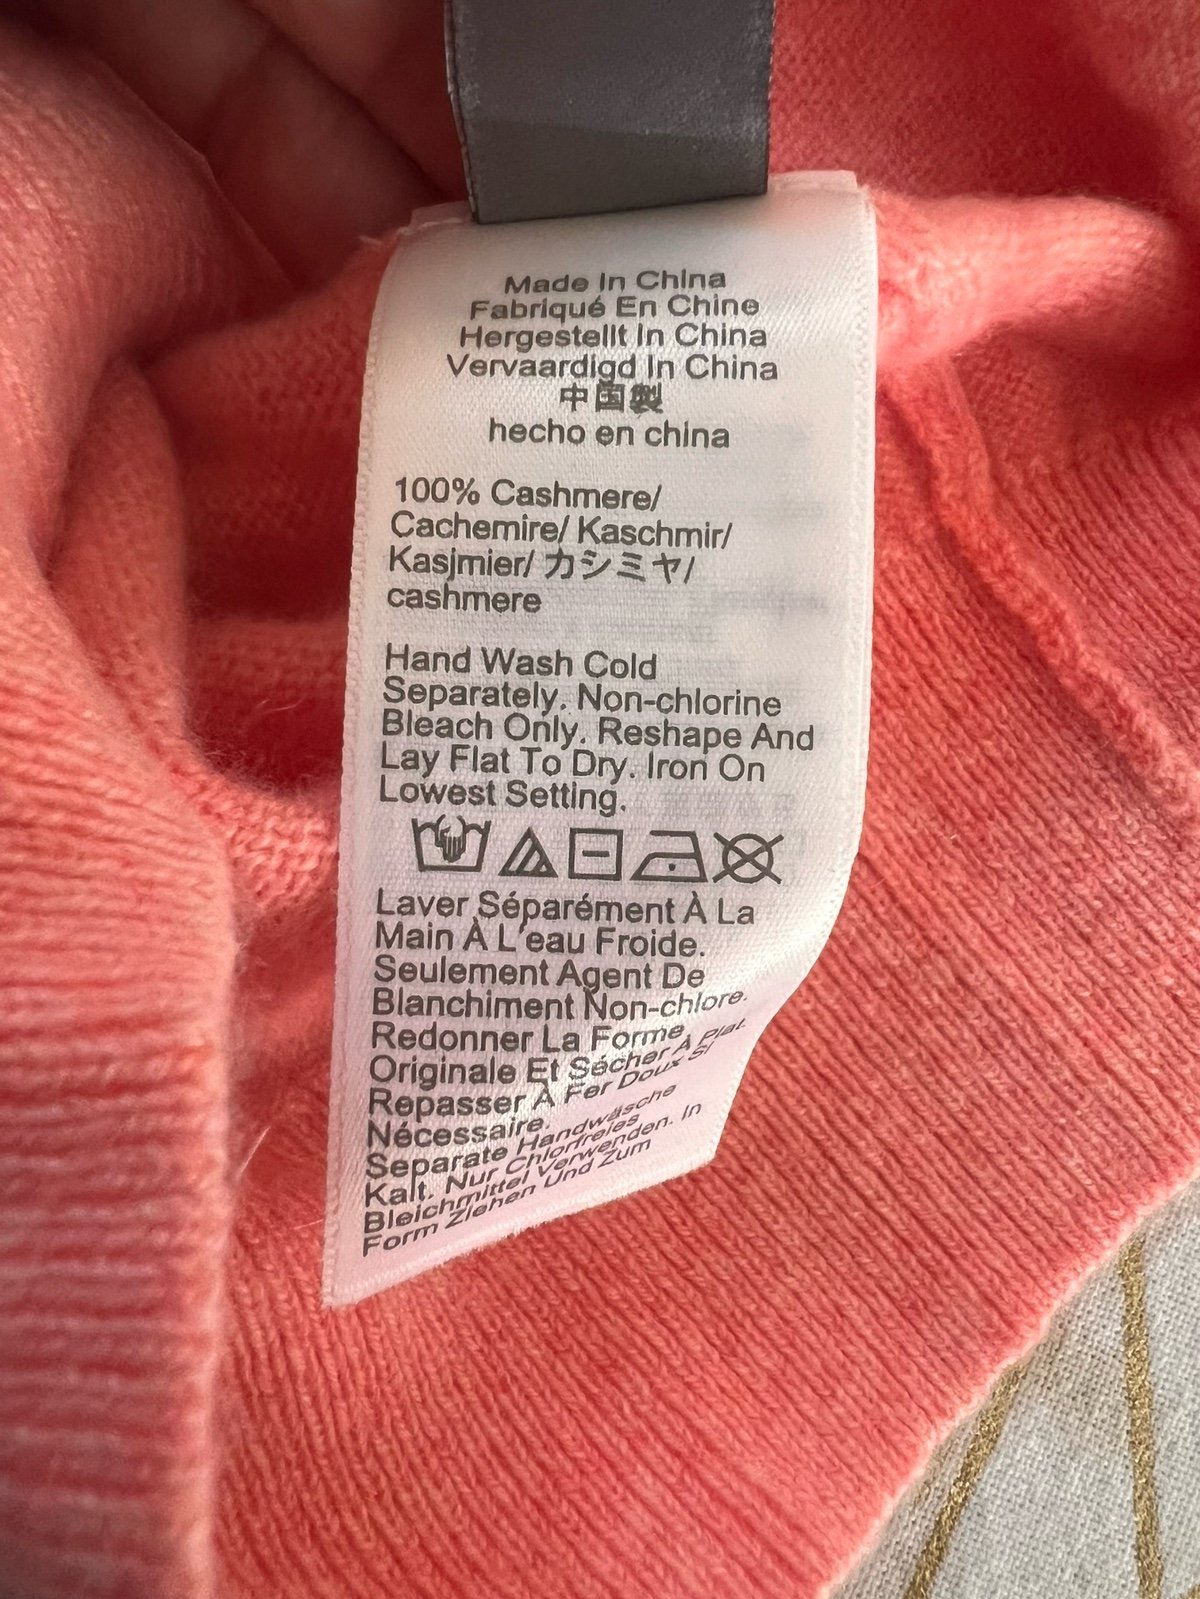 Made In China
Fabriqué En Chine
Hergestellt In China
Vervaardigd In China
中国製
hecho en china
100% Cashmere/
Cachemire/ Kaschmir/
Kasjmier/ カシミヤ/
cashmere
Hand Wash Cold
Separately. Non-chlorine
Bleach Only. Reshape And
Lay Flat To Dry. Iron On
Lowest Setting.
Laver Séparément À La
Main À L'eau Froide.
Seulement Agent De
Blanchiment Non-chlore.
Redonner La Forme
Originale Et Sécher À Plat.
Repasser À Fer Doux Si
Nécessaire.
Separate Handwäsche
Kalt. Nur Chlorfreies
Bleichmittel Verwenden. In
Form Ziehen Und Zum